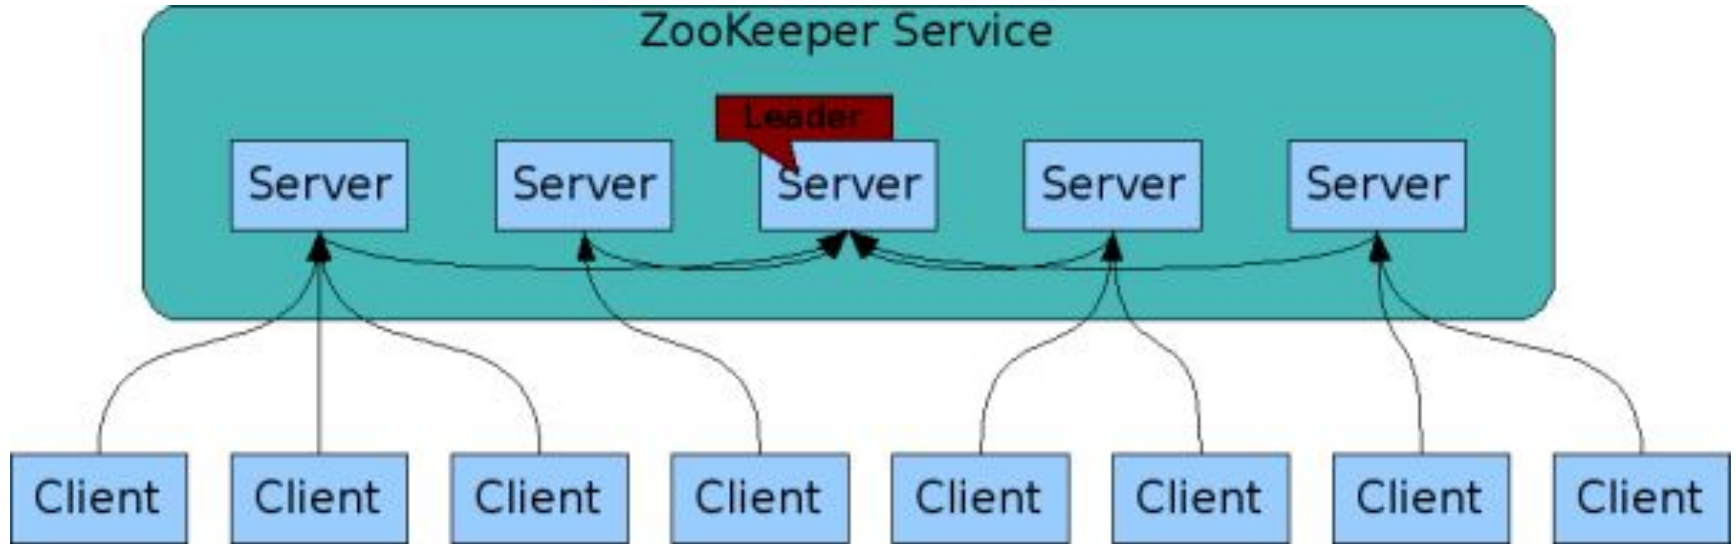 ZooKeeper Service
Leader
Server Server Server Server Server
Client Client Client Client Client Client Client Client